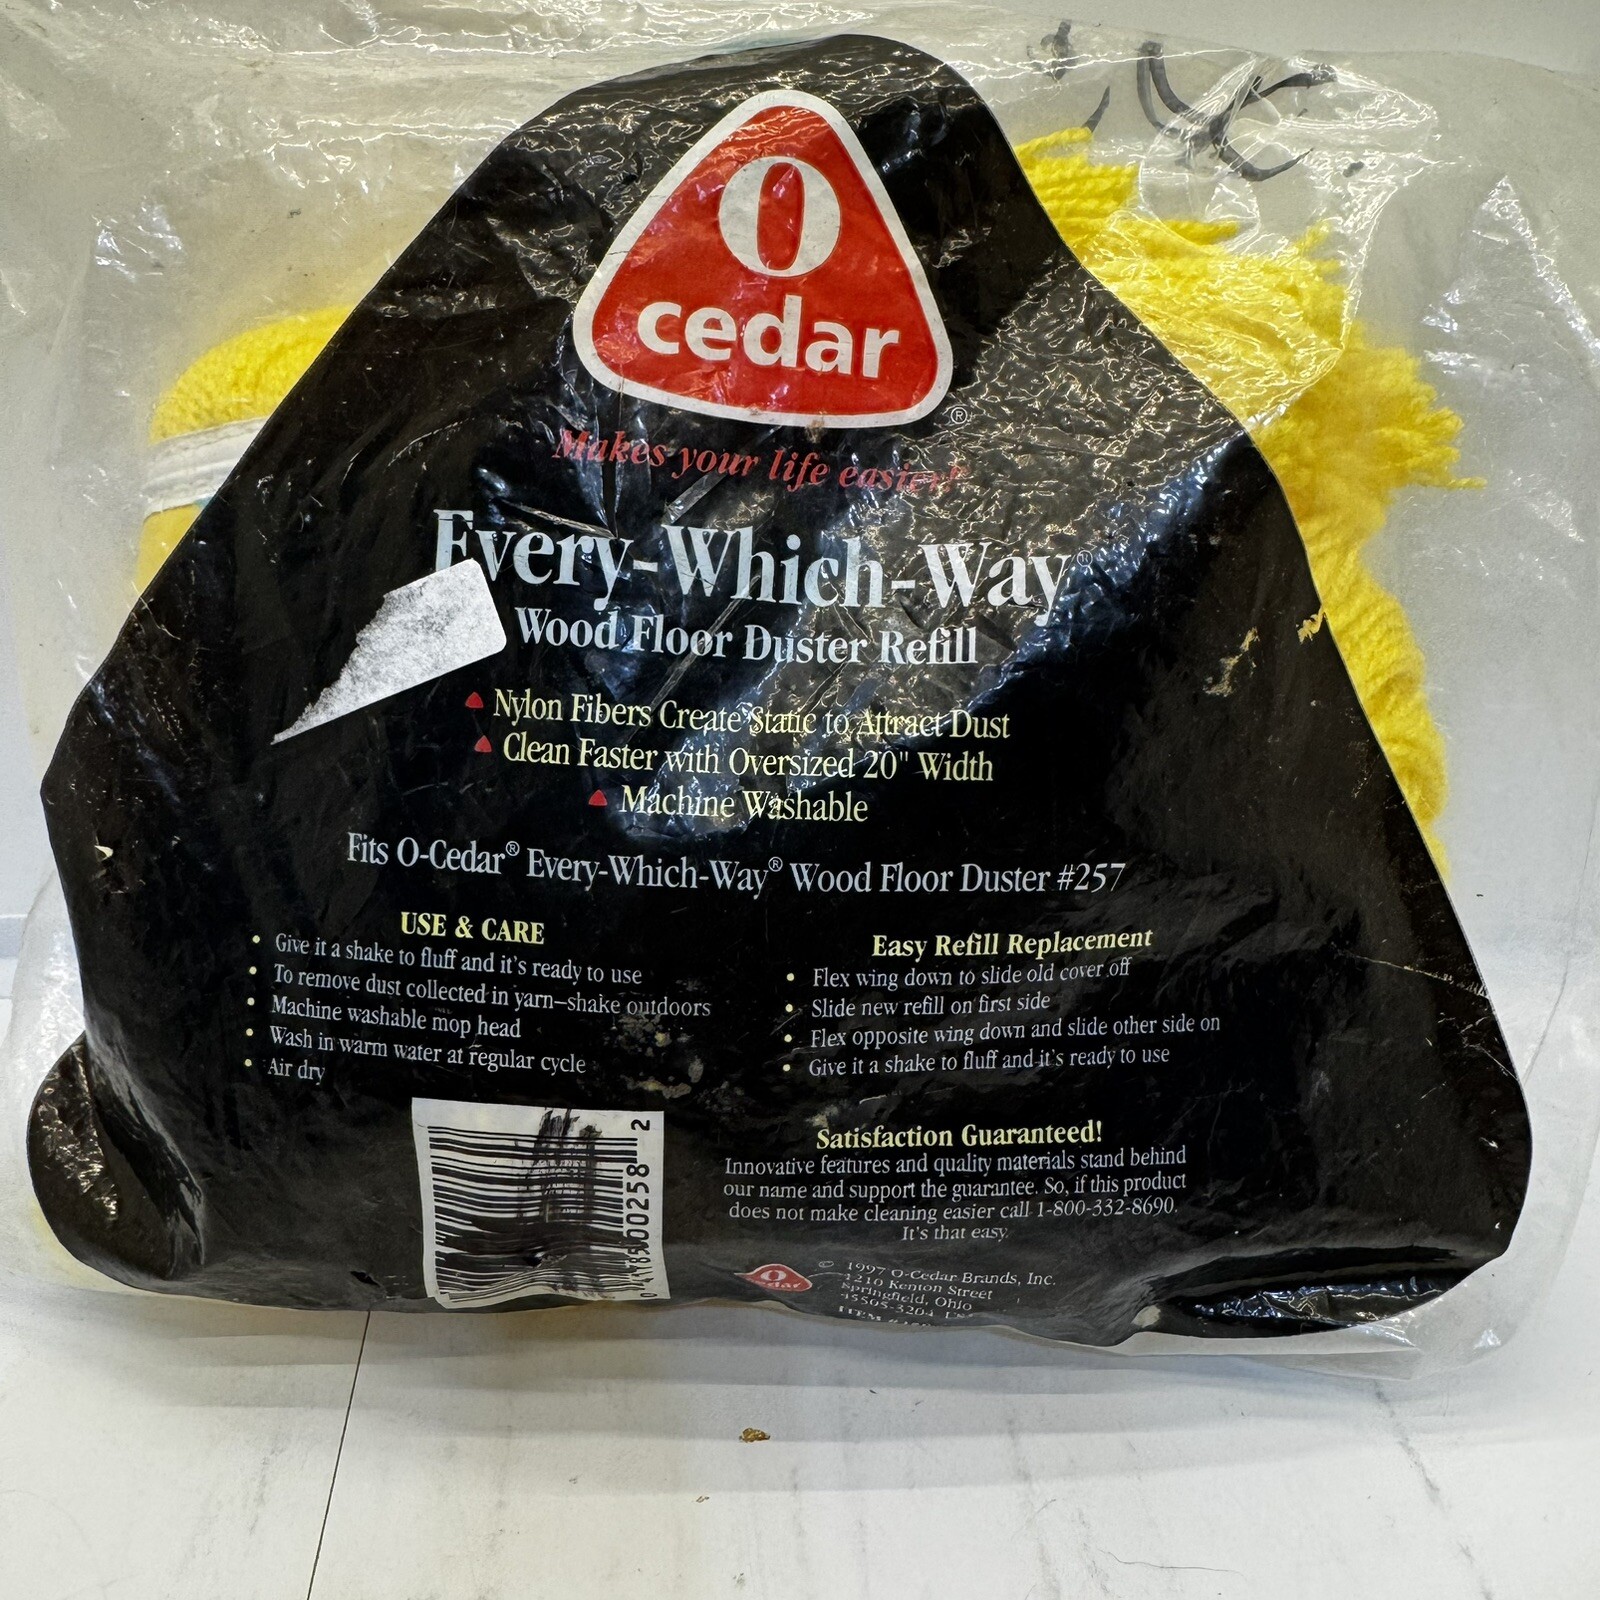 O
cedar
®
Makes your life easier!®
Every-Which-Way®
Wood Floor Duster Refill
Nylon Fibers Create Static to Attract Dust
Clean Faster with Oversized 20" Width
Machine Washable
Fits O-Cedar® Every-Which-Way® Wood Floor Duster #257
USE & CARE
• Give it a shake to fluff and it's ready to use
• To remove dust collected in yarn–shake outdoors
• Machine washable mop head
• Wash in warm water at regular cycle
• Air dry
Easy Refill Replacement
• Flex wing down to slide old cover off
• Slide new refill on first side
• Flex opposite wing down and slide other side on
• Give it a shake to fluff and it's ready to use
Satisfaction Guaranteed!
Innovative features and quality materials stand behind
our name and support the guarantee. So, if this product
does not make cleaning easier call 1-800-332-8690.
It's that easy.
O
cedar
© 1997 O-Cedar Brands, Inc.
1210 Kenton Street
Springfield, Ohio
ITEM
00258 2